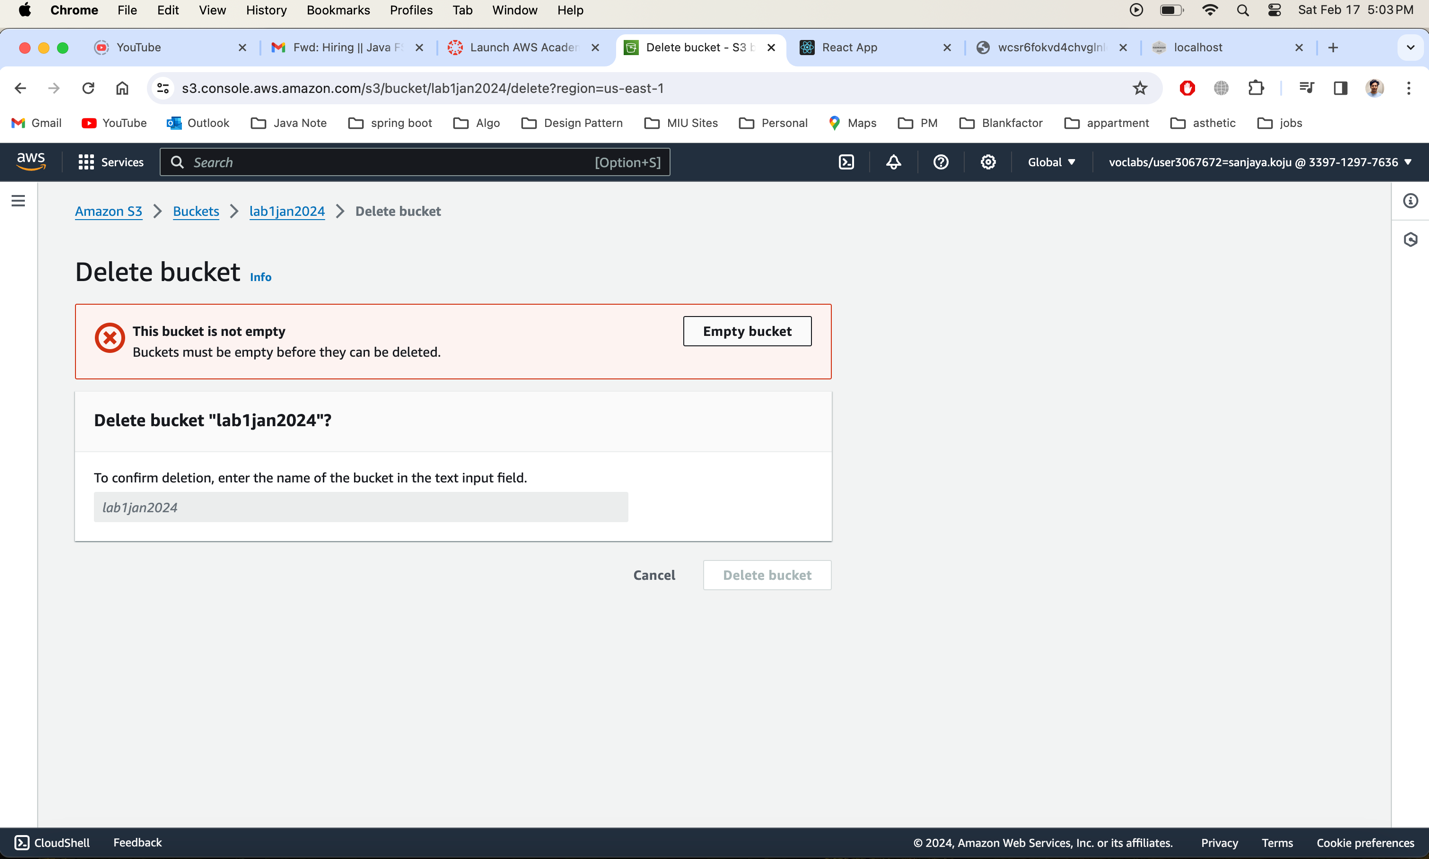 Chrome File Edit View History Bookmarks Profiles Tab Window Help Sat Feb 17 5:03 PM
YouTube Fwd: Hiring || Java F Launch AWS Acade Delete bucket - S3 b React App wcsr6fokvd4chvgln localhost
s3.console.aws.amazon.com/s3/bucket/lab1jan2024/delete?region=us-east-1
Gmail YouTube Outlook Java Note spring boot Algo Design Pattern MIU Sites Personal Maps PM Blankfactor appartment asthetic jobs
aws Services Search [Option+S] Global voclabs/user3067672=sanjaya.koju @ 3397-1297-7636
Amazon S3 Buckets lab1jan2024 Delete bucket
Delete bucket Info
This bucket is not empty
Empty bucket
Buckets must be empty before they can be deleted.
Delete bucket "lab1jan2024"?
To confirm deletion, enter the name of the bucket in the text input field.
lab1jan2024
Cancel Delete bucket
CloudShell Feedback © 2024, Amazon Web Services, Inc. or its affiliates. Privacy Terms Cookie preferences